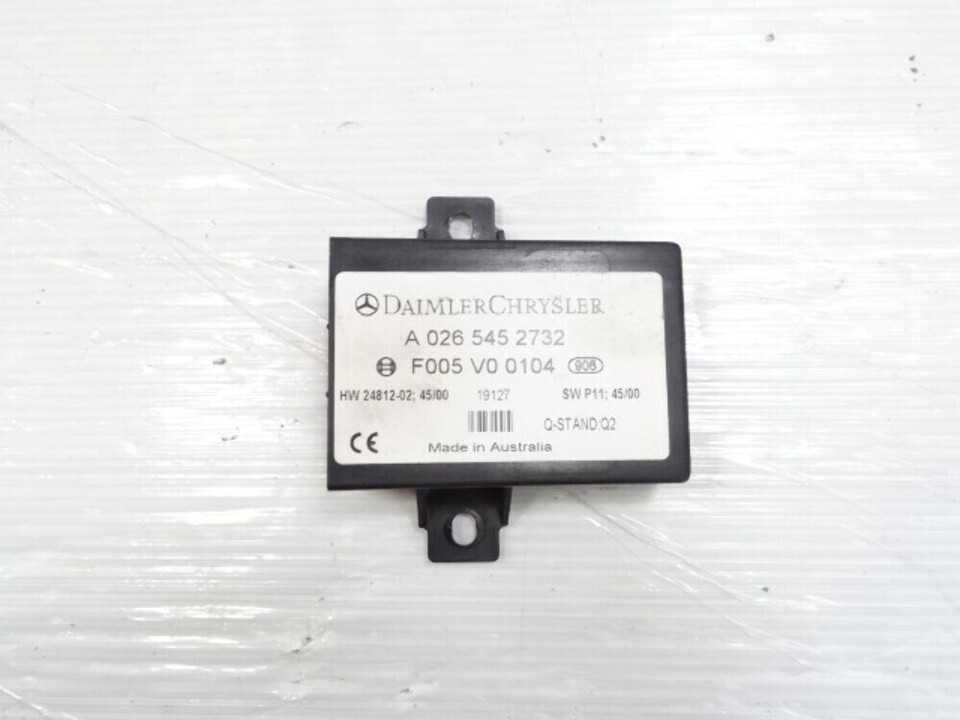 DAIMLERCHRYSLER
A 026 545 2732
F005 V0 0104 906
HW 24812-02; 45/00 19127 SW P11; 45/00
Q-STAND:Q2
CE Made in Australia